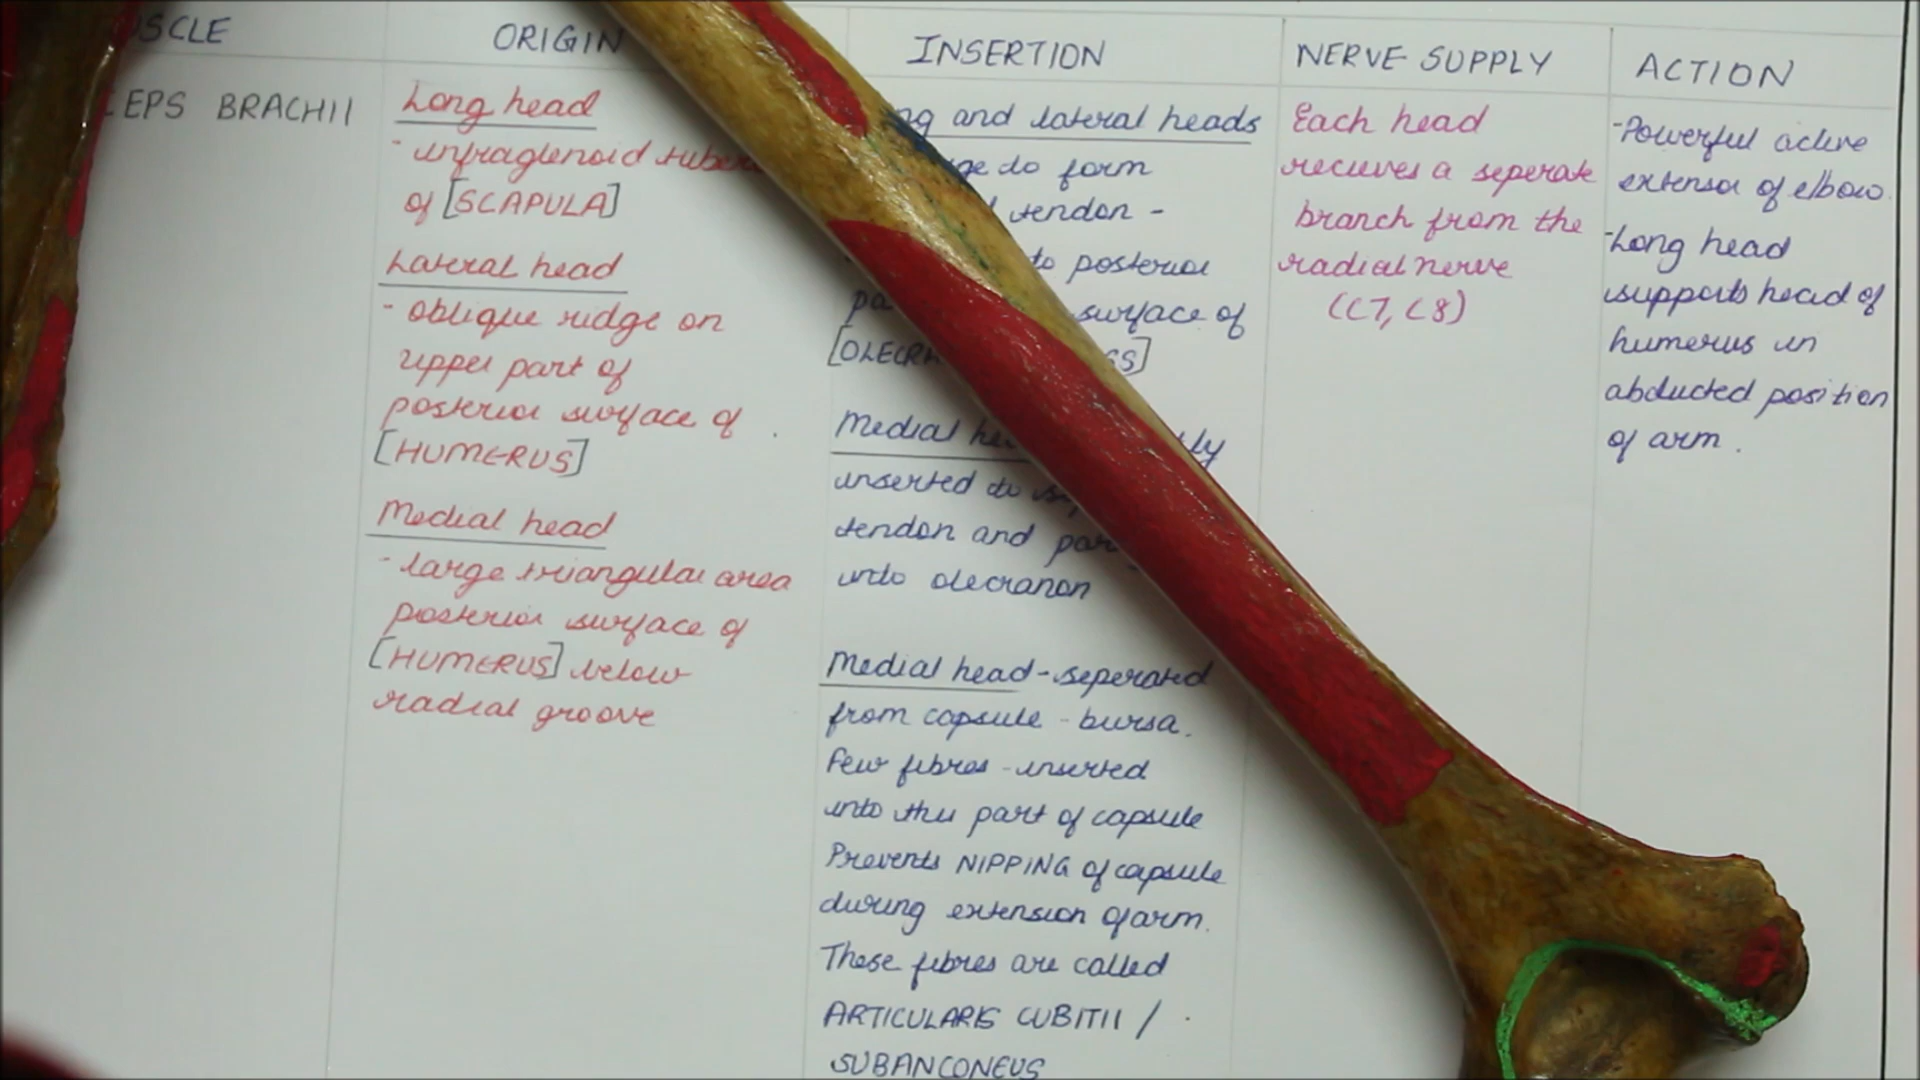 ORIGIN
INSERTION
NERVE SUPPLY
ACTION
BRACHII
Long head
- infraglenoid
of [SCAPULA]
Lateral head
- oblique ridge on
upper part of
posterior surface of
[HUMERUS]
Medial head
- large triangular area
posterior surface of
[HUMERUS] below
radial groove
and lateral heads
to form
tendon -
to posterior
surface of
Medial
inserted to
tendon and
into olecranon
Medial head - seperated
from capsule - bursa.
Few fibres - inserted
into this part of capsule
Prevents NIPPING of capsule
during extension of arm.
These fibres are called
ARTICULARIS CUBITII /
SUBANCONEUS
Each head
recieves a seperate
branch from the
radial nerve
(C7, C8)
- Powerful active
extensor of elbow.
- Long head
supports head of
humerus in
abducted position
of arm.